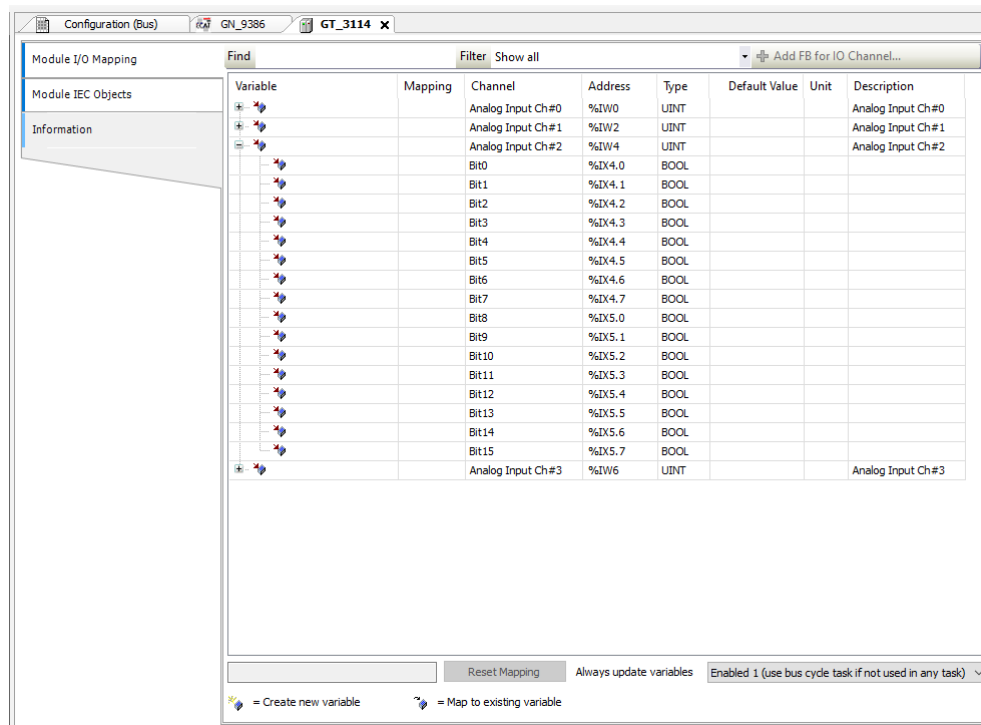 Configuration (Bus) GN_9386 GT_3114
Module I/O Mapping
Module IEC Objects
Information
Find Filter Show all Add FB for IO Channel...
Variable Mapping Channel Address Type Default Value Unit Description
Analog Input Ch#0 %IW0 UINT Analog Input Ch#0
Analog Input Ch#1 %IW2 UINT Analog Input Ch#1
Analog Input Ch#2 %IW4 UINT Analog Input Ch#2
Bit0 %IX4.0 BOOL
Bit1 %IX4.1 BOOL
Bit2 %IX4.2 BOOL
Bit3 %IX4.3 BOOL
Bit4 %IX4.4 BOOL
Bit5 %IX4.5 BOOL
Bit6 %IX4.6 BOOL
Bit7 %IX4.7 BOOL
Bit8 %IX5.0 BOOL
Bit9 %IX5.1 BOOL
Bit10 %IX5.2 BOOL
Bit11 %IX5.3 BOOL
Bit12 %IX5.4 BOOL
Bit13 %IX5.5 BOOL
Bit14 %IX5.6 BOOL
Bit15 %IX5.7 BOOL
Analog Input Ch#3 %IW6 UINT Analog Input Ch#3
Reset Mapping Always update variables Enabled 1 (use bus cycle task if not used in any task)
= Create new variable = Map to existing variable